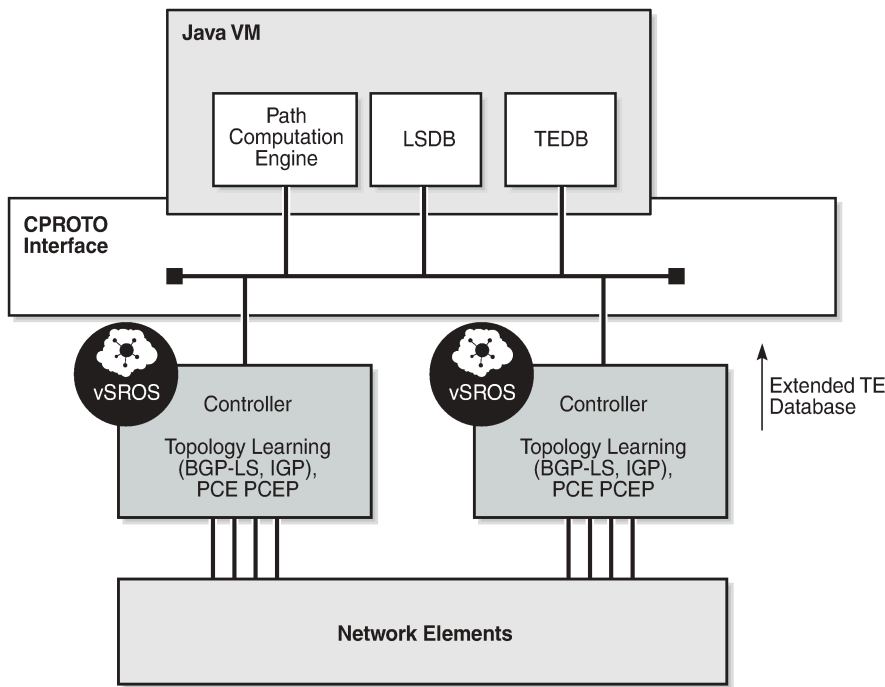 Java VM
Path
Computation
Engine
LSDB
TEDB
CPROTO
Interface
vSROS
Controller
Topology Learning
(BGP-LS, IGP),
PCE PCEP
vSROS
Controller
Topology Learning
(BGP-LS, IGP),
PCE PCEP
Extended TE
Database
Network Elements